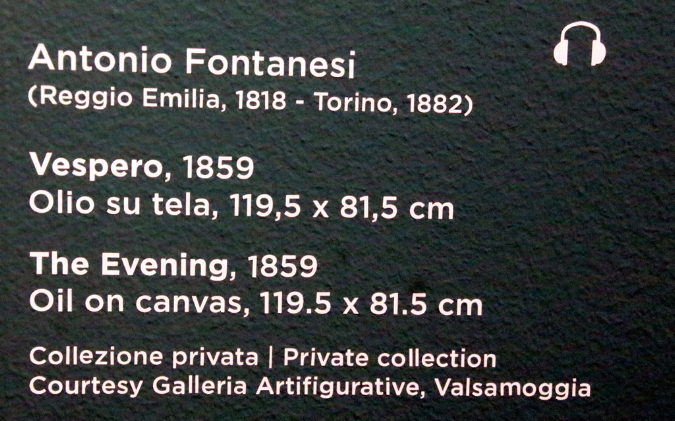 Antonio Fontanesi
(Reggio Emilia, 1818 - Torino, 1882)
Vespero, 1859
Olio su tela, 119,5 x 81,5 cm
The Evening, 1859
Oil on canvas, 119.5 x 81.5 cm
Collezione privata | Private collection
Courtesy Galleria Artifigurative, Valsamoggia